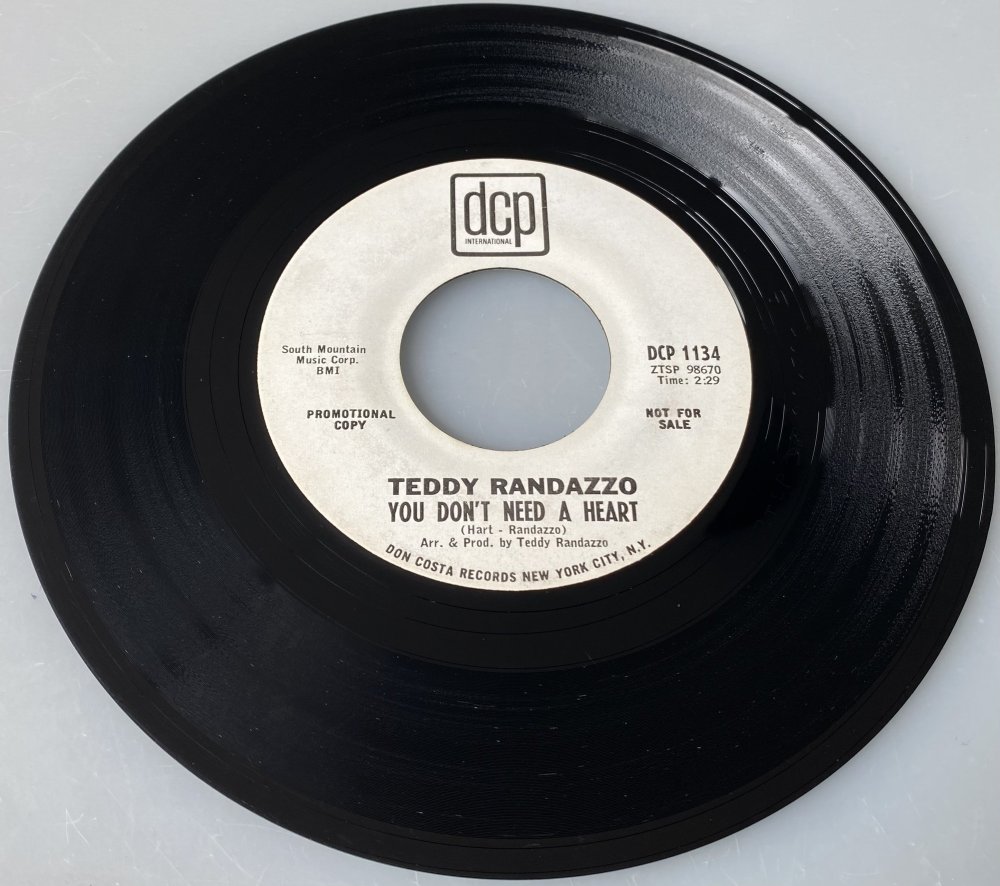 dcp
INTERNATIONAL
South Mountain
Music Corp.
BMI
PROMOTIONAL
COPY
DCP 1134
ZTSP 98670
Time: 2:29
NOT FOR
SALE
TEDDY RANDAZZO
YOU DON'T NEED A HEART
(Hart - Randazzo)
Arr. & Prod. by Teddy Randazzo
DON COSTA RECORDS NEW YORK CITY, N.Y.